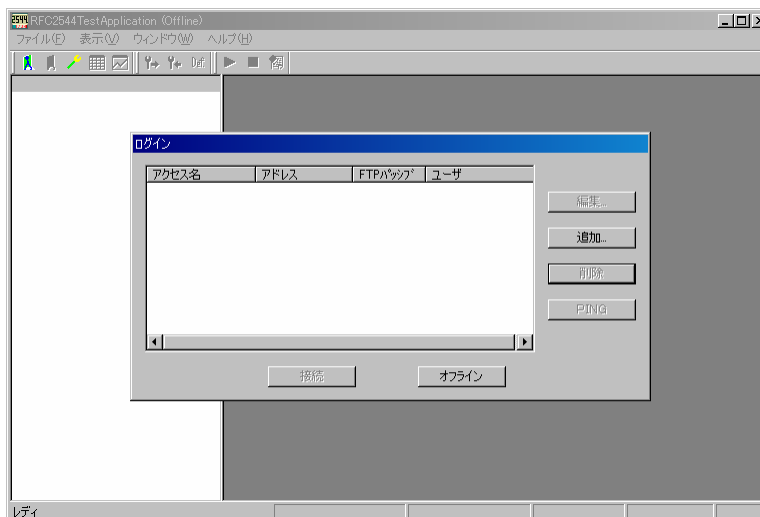 RFC2544TestApplication (Offline)
ファイル(F) 表示(V) ウィンドウ(W) ヘルプ(H)
Def
ログイン
アクセス名 アドレス FTPパッシブ ユーザ
編集...
追加...
削除
PING
接続 オフライン
レディ